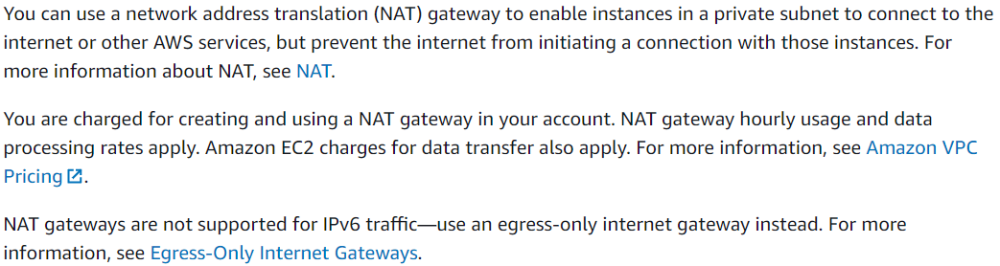 You can use a network address translation (NAT) gateway to enable instances in a private subnet to connect to the
internet or other AWS services, but prevent the internet from initiating a connection with those instances. For
more information about NAT, see NAT.
You are charged for creating and using a NAT gateway in your account. NAT gateway hourly usage and data
processing rates apply. Amazon EC2 charges for data transfer also apply. For more information, see Amazon VPC
Pricing.
NAT gateways are not supported for IPv6 traffic—use an egress-only internet gateway instead. For more
information, see Egress-Only Internet Gateways.